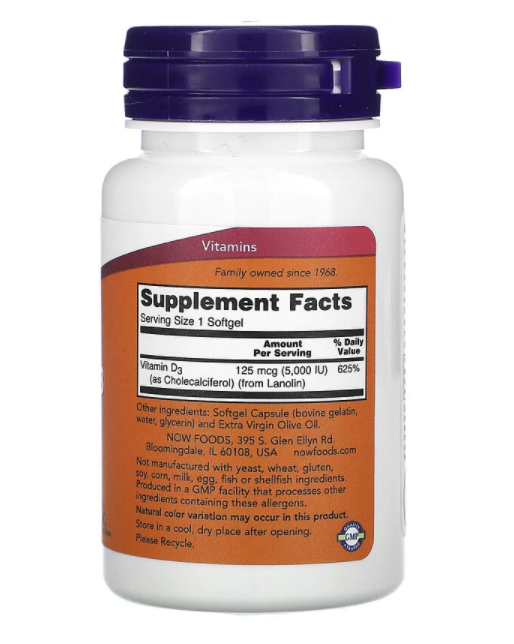 Vitamins
Family owned since 1968.
Supplement Facts
Serving Size 1 Softgel
Amount Per Serving
% Daily Value
Vitamin D3 125 mcg (5,000 IU) 625%
(as Cholecalciferol) (from Lanolin)
Other ingredients: Softgel Capsule (bovine gelatin,
water, glycerin) and Extra Virgin Olive Oil.
NOW FOODS, 395 S. Glen Ellyn Rd.
Bloomingdale, IL 60108, USA nowfoods.com
Not manufactured with yeast, wheat, gluten,
soy, corn, milk, egg, fish or shellfish ingredients.
Produced in a GMP facility that processes other
ingredients containing these allergens.
Natural color variation may occur in this product.
Store in a cool, dry place after opening.
Please Recycle.
GMP